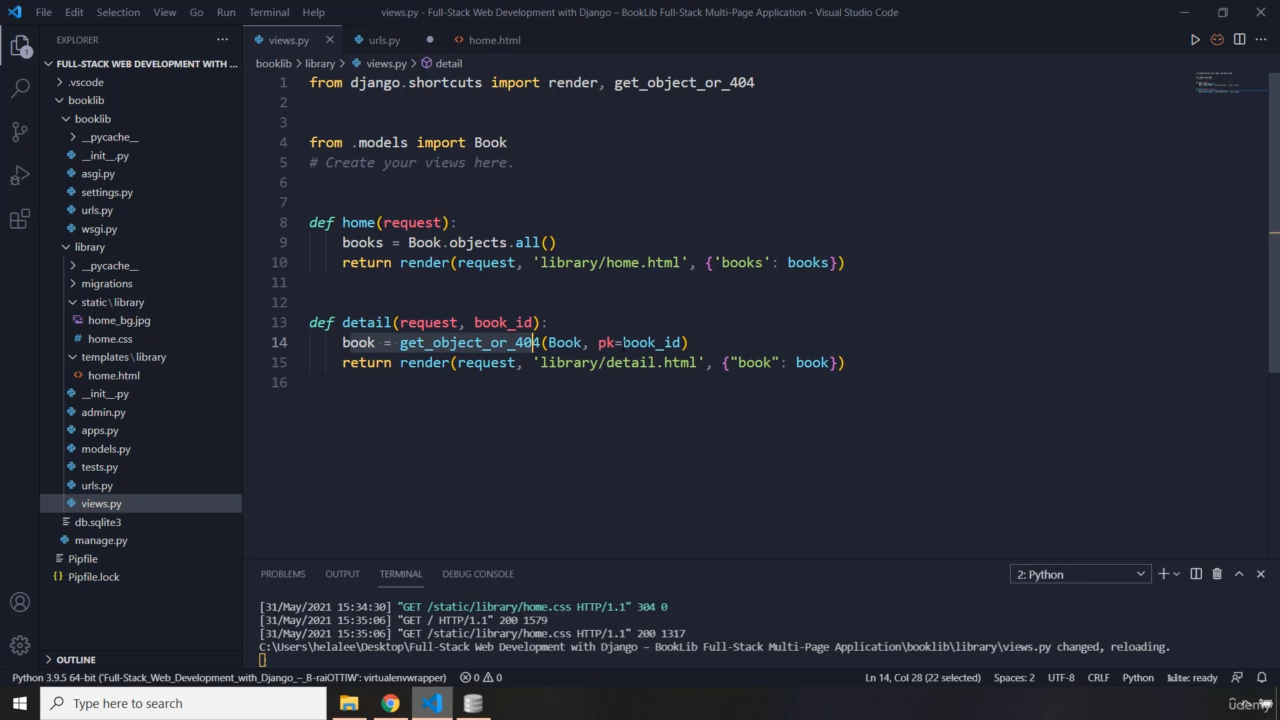 File Edit Selection View Go Run Terminal Help
views.py - Full-Stack Web Development with Django – BookLib Full-Stack Multi-Page Application - Visual Studio Code
EXPLORER
views.py
urls.py
home.html
FULL-STACK WEB DEVELOPMENT WITH ...
.vscode
booklib
booklib
__pycache__
__init__.py
asgi.py
settings.py
urls.py
wsgi.py
library
__pycache__
migrations
static\library
home_bg.jpg
home.css
templates\library
home.html
__init__.py
admin.py
apps.py
models.py
tests.py
urls.py
views.py
db.sqlite3
manage.py
Pipfile
Pipfile.lock
OUTLINE
booklib > library > views.py > detail
1 from django.shortcuts import render, get_object_or_404
2
3
4 from .models import Book
5 # Create your views here.
6
7
8 def home(request):
9 books = Book.objects.all()
10 return render(request, 'library/home.html', {'books': books})
11
12
13 def detail(request, book_id):
14 book = get_object_or_404(Book, pk=book_id)
15 return render(request, 'library/detail.html', {"book": book})
16
PROBLEMS OUTPUT TERMINAL DEBUG CONSOLE
2: Python
[31/May/2021 15:34:30] "GET /static/library/home.css HTTP/1.1" 304 0
[31/May/2021 15:35:06] "GET / HTTP/1.1" 200 1579
[31/May/2021 15:35:06] "GET /static/library/home.css HTTP/1.1" 200 1317
C:\Users\helalee\Desktop\Full-Stack Web Development with Django – BookLib Full-Stack Multi-Page Application\booklib\library\views.py changed, reloading.
Python 3.9.5 64-bit ('Full-Stack_Web_Development_with_Django_–_B-raiOTTIW': virtualenvwrapper) 0 0
Ln 14, Col 28 (22 selected) Spaces: 2 UTF-8 CRLF Python kite: ready
Type here to search
udemy